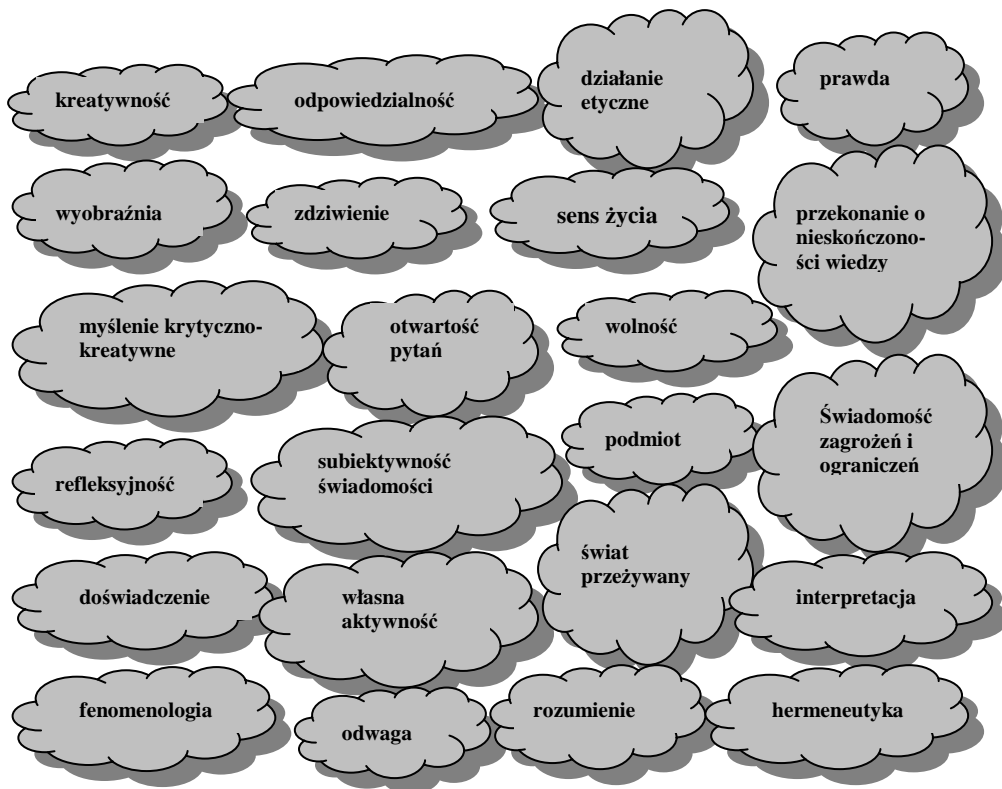 kreatywność
odpowiedzialność
działanie
etyczne
prawda
wyobraźnia
zdziwienie
sens życia
przekonanie o
nieskończono-
ści wiedzy
myślenie krytyczno-
kreatywne
otwartość
pytań
wolność
refleksyjność
subiektywność
świadomości
podmiot
Świadomość
zagrożeń i
ograniczeń
doświadczenie
własna
aktywność
świat
przeżywany
interpretacja
fenomenologia
odwaga
rozumienie
hermeneutyka